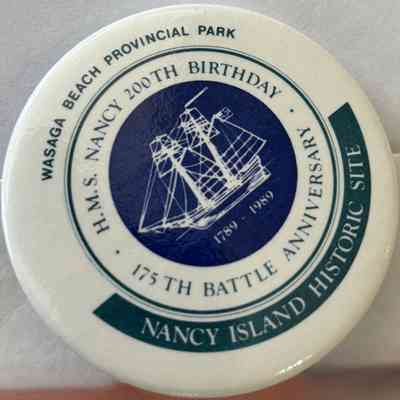 WASAGA BEACH PROVINCIAL PARK
· H.M.S. NANCY 200TH BIRTHDAY ·
1789 - 1989
175TH BATTLE ANNIVERSARY ·
NANCY ISLAND HISTORIC SITE